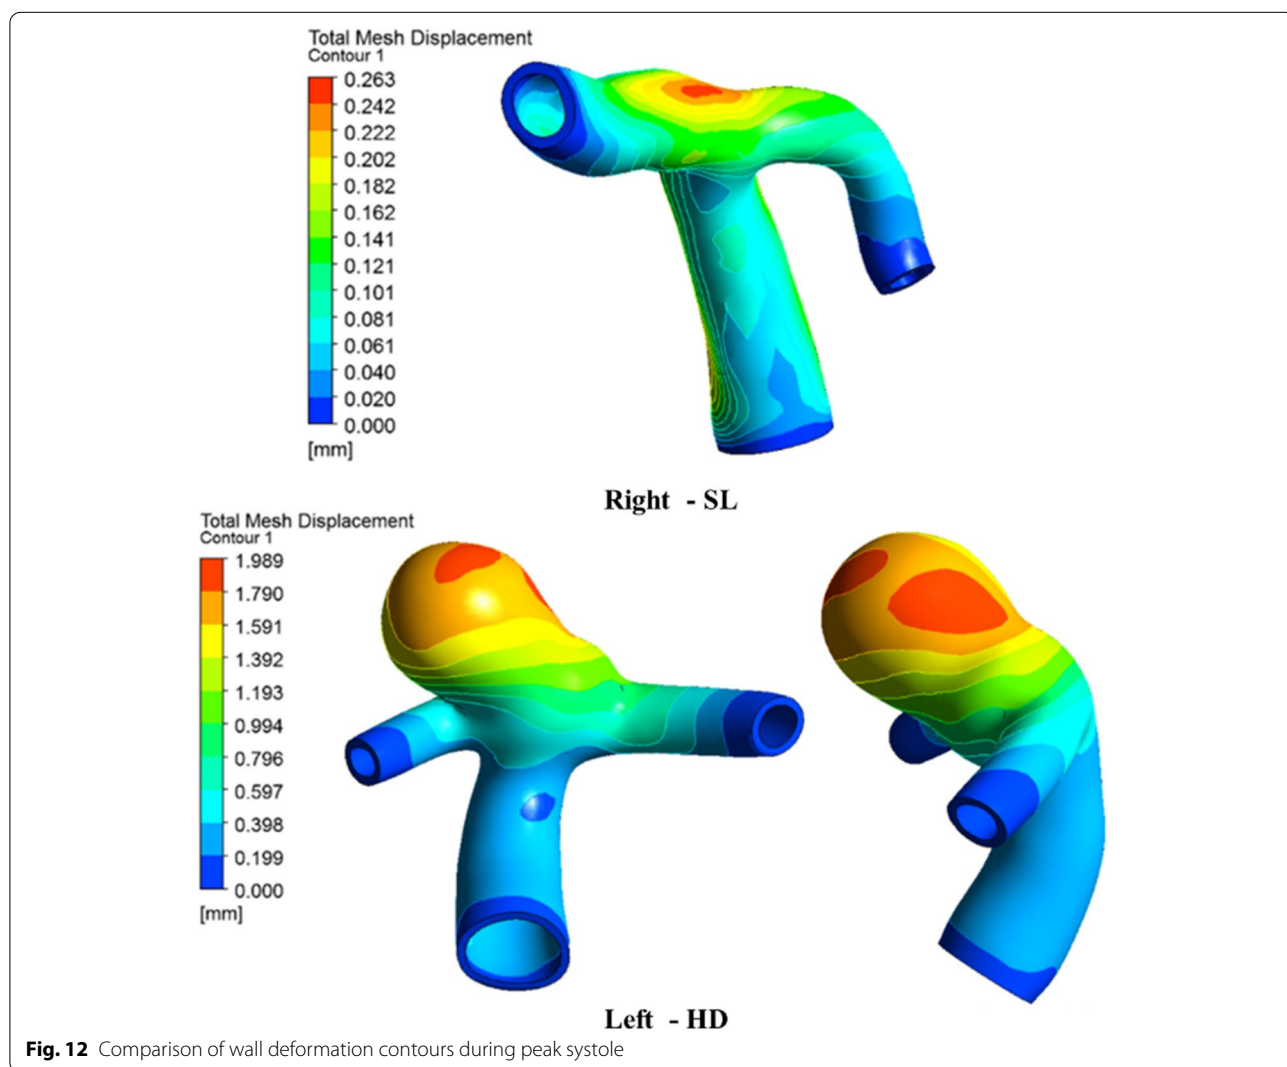 Total Mesh Displacement
Contour 1
0.263
0.242
0.222
0.202
0.182
0.162
0.141
0.121
0.101
0.081
0.061
0.040
0.020
0.000
[mm]
Right - SL
Total Mesh Displacement
Contour 1
1.989
1.790
1.591
1.392
1.193
0.994
0.796
0.597
0.398
0.199
0.000
[mm]
Left - HD
Fig. 12 Comparison of wall deformation contours during peak systole